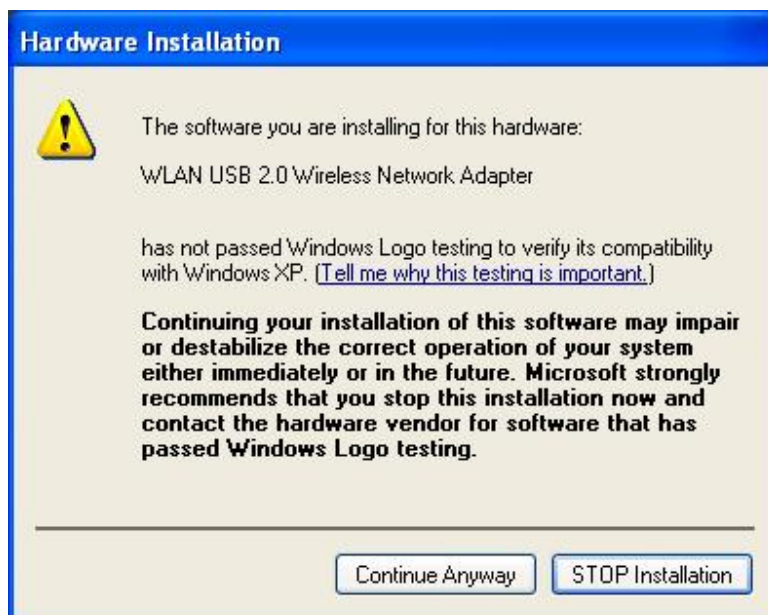 Hardware Installation
The software you are installing for this hardware:
WLAN USB 2.0 Wireless Network Adapter
has not passed Windows Logo testing to verify its compatibility
with Windows XP. (Tell me why this testing is important.)
Continuing your installation of this software may impair
or destabilize the correct operation of your system
either immediately or in the future. Microsoft strongly
recommends that you stop this installation now and
contact the hardware vendor for software that has
passed Windows Logo testing.
Continue Anyway
STOP Installation